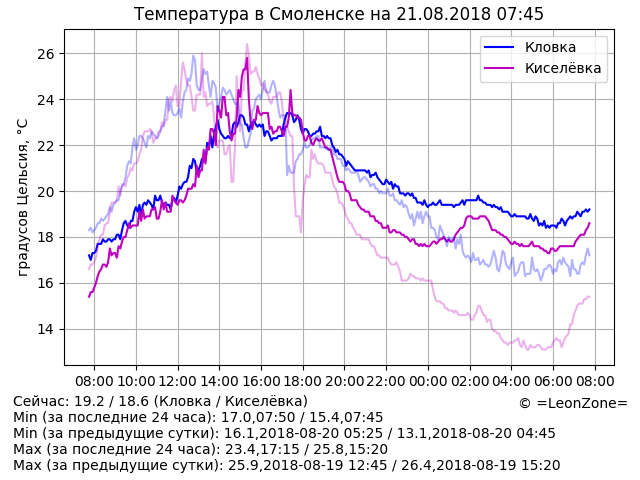 Температура в Смоленске на 21.08.2018 07:45
градусов Цельсия, °C
26
24
22
20
18
16
14
Кловка
Киселёвка
08:00 10:00 12:00 14:00 16:00 18:00 20:00 22:00 00:00 02:00 04:00 06:00 08:00
Сейчас: 19.2 / 18.6 (Кловка / Киселёвка)
© =LeonZone=
Min (за последние 24 часа): 17.0,07:50 / 15.4,07:45
Min (за предыдущие сутки): 16.1,2018-08-20 05:25 / 13.1,2018-08-20 04:45
Max (за последние 24 часа): 23.4,17:15 / 25.8,15:20
Max (за предыдущие сутки): 25.9,2018-08-19 12:45 / 26.4,2018-08-19 15:20